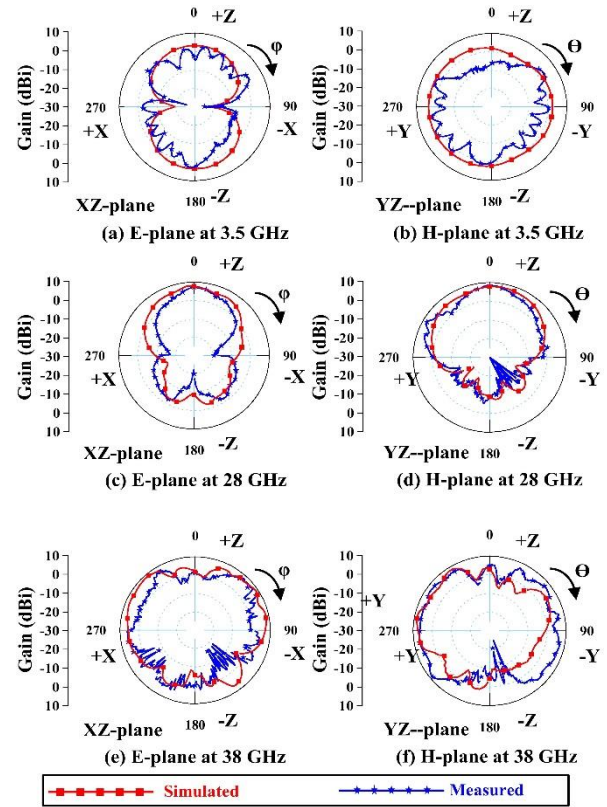 0 +Z 0 +Z
10 φ 10 Θ
0 0
-10 -10
-20 -20
-30 270 90 -30 270 90
-20 +X -X -20 +Y -Y
-10 -10
0 0
10 10
Gain (dBi) Gain (dBi)
XZ-plane 180 -Z YZ--plane 180 -Z
(a) E-plane at 3.5 GHz (b) H-plane at 3.5 GHz
0 +Z 0 +Z
10 φ 10 Θ
0 0
-10 -10
-20 -20
-30 270 90 -30 270 90
-20 +X -X -20 +Y -Y
-10 -10
0 0
10 10
Gain (dBi) Gain (dBi)
XZ-plane 180 -Z YZ--plane 180 -Z
(c) E-plane at 28 GHz (d) H-plane at 28 GHz
0 +Z 0 +Z
10 φ 10 Θ
0 0 +Y
-10 -10
-20 -20
-30 270 90 -30 270 90
-20 +X -X -20 +Y -Y
-10 -10
0 0
10 10
Gain (dBi) Gain (dBi)
XZ-plane 180 -Z YZ--plane 180 -Z
(e) E-plane at 38 GHz (f) H-plane at 38 GHz
Simulated Measured